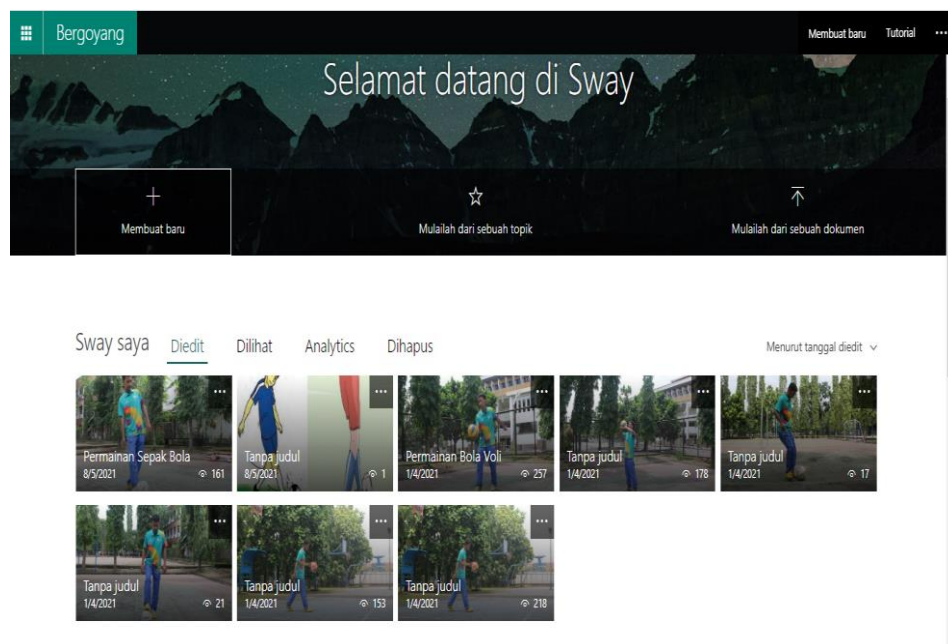 Bergoyang
Membuat baru Tutorial ...
Selamat datang di Sway
Membuat baru
Mulailah dari sebuah topik
Mulailah dari sebuah dokumen
Sway saya Diedit Dilihat Analytics Dihapus
Menurut tanggal diedit
Permainan Sepak Bola
8/5/2021 161
Tanpa judul
8/5/2021 1
Permainan Bola Voli
1/4/2021 257
Tanpa judul
1/4/2021 178
Tanpa judul
1/4/2021 17
Tanpa judul
1/4/2021 21
Tanpa judul
1/4/2021 153
Tanpa judul
1/4/2021 218